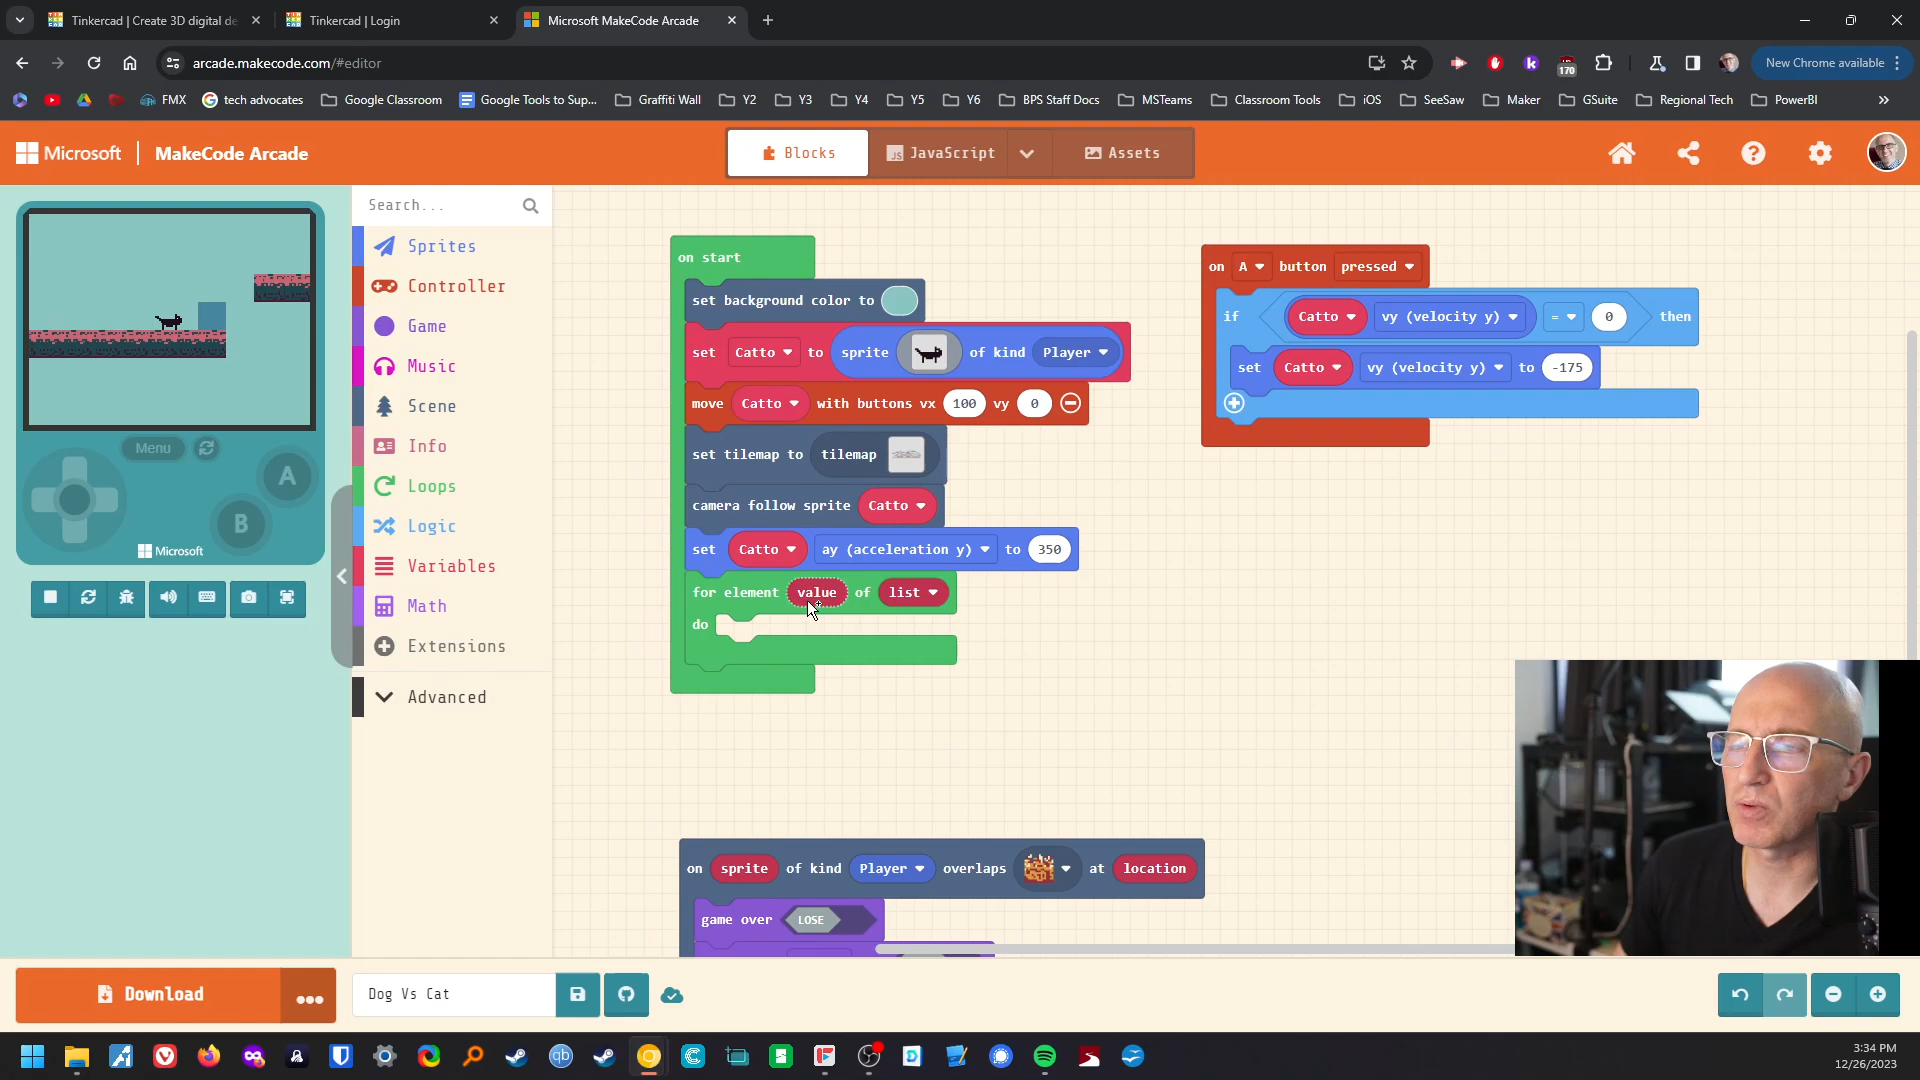 Tinkercad | Create 3D digital de
Tinkercad | Login
Microsoft MakeCode Arcade
arcade.makecode.com/#editor
170
New Chrome available
FMX
tech advocates
Google Classroom
Google Tools to Sup...
Graffiti Wall
Y2
Y3
Y4
Y5
Y6
BPS Staff Docs
MSTeams
Classroom Tools
iOS
SeeSaw
Maker
GSuite
Regional Tech
PowerBI
Microsoft
MakeCode Arcade
Blocks
JS JavaScript
Assets
Search...
Sprites
Controller
Game
Music
Scene
Info
Loops
Logic
Variables
Math
Extensions
Advanced
Menu
A
B
Microsoft
on start
set background color to
set Catto to sprite of kind Player
move Catto with buttons vx 100 vy 0
set tilemap to tilemap
camera follow sprite Catto
set Catto ay (acceleration y) to 350
for element value of list
do
on A button pressed
if Catto vy (velocity y) = 0 then
set Catto vy (velocity y) to -175
on sprite of kind Player overlaps at location
game over LOSE
Download
Dog Vs Cat
3:34 PM
12/26/2023